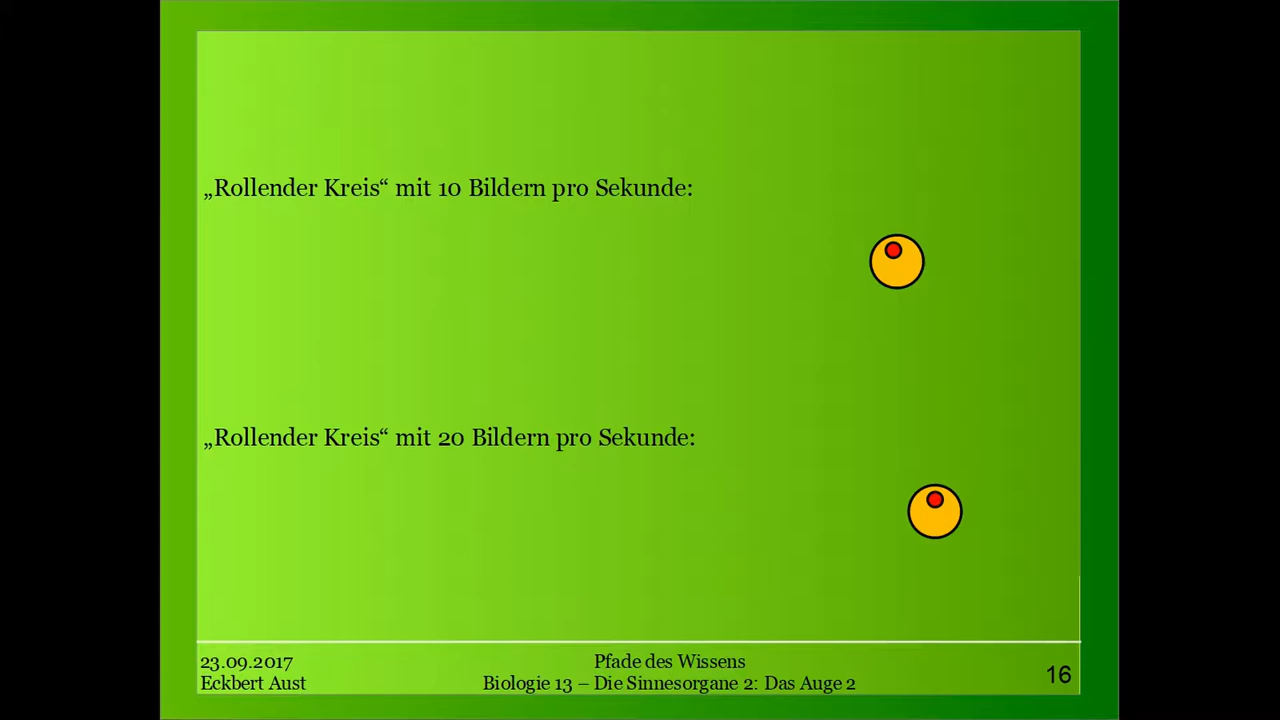 „Rollender Kreis“ mit 10 Bildern pro Sekunde:
„Rollender Kreis“ mit 20 Bildern pro Sekunde:
23.09.2017
Eckbert Aust
Pfade des Wissens
Biologie 13 – Die Sinnesorgane 2: Das Auge 2
16